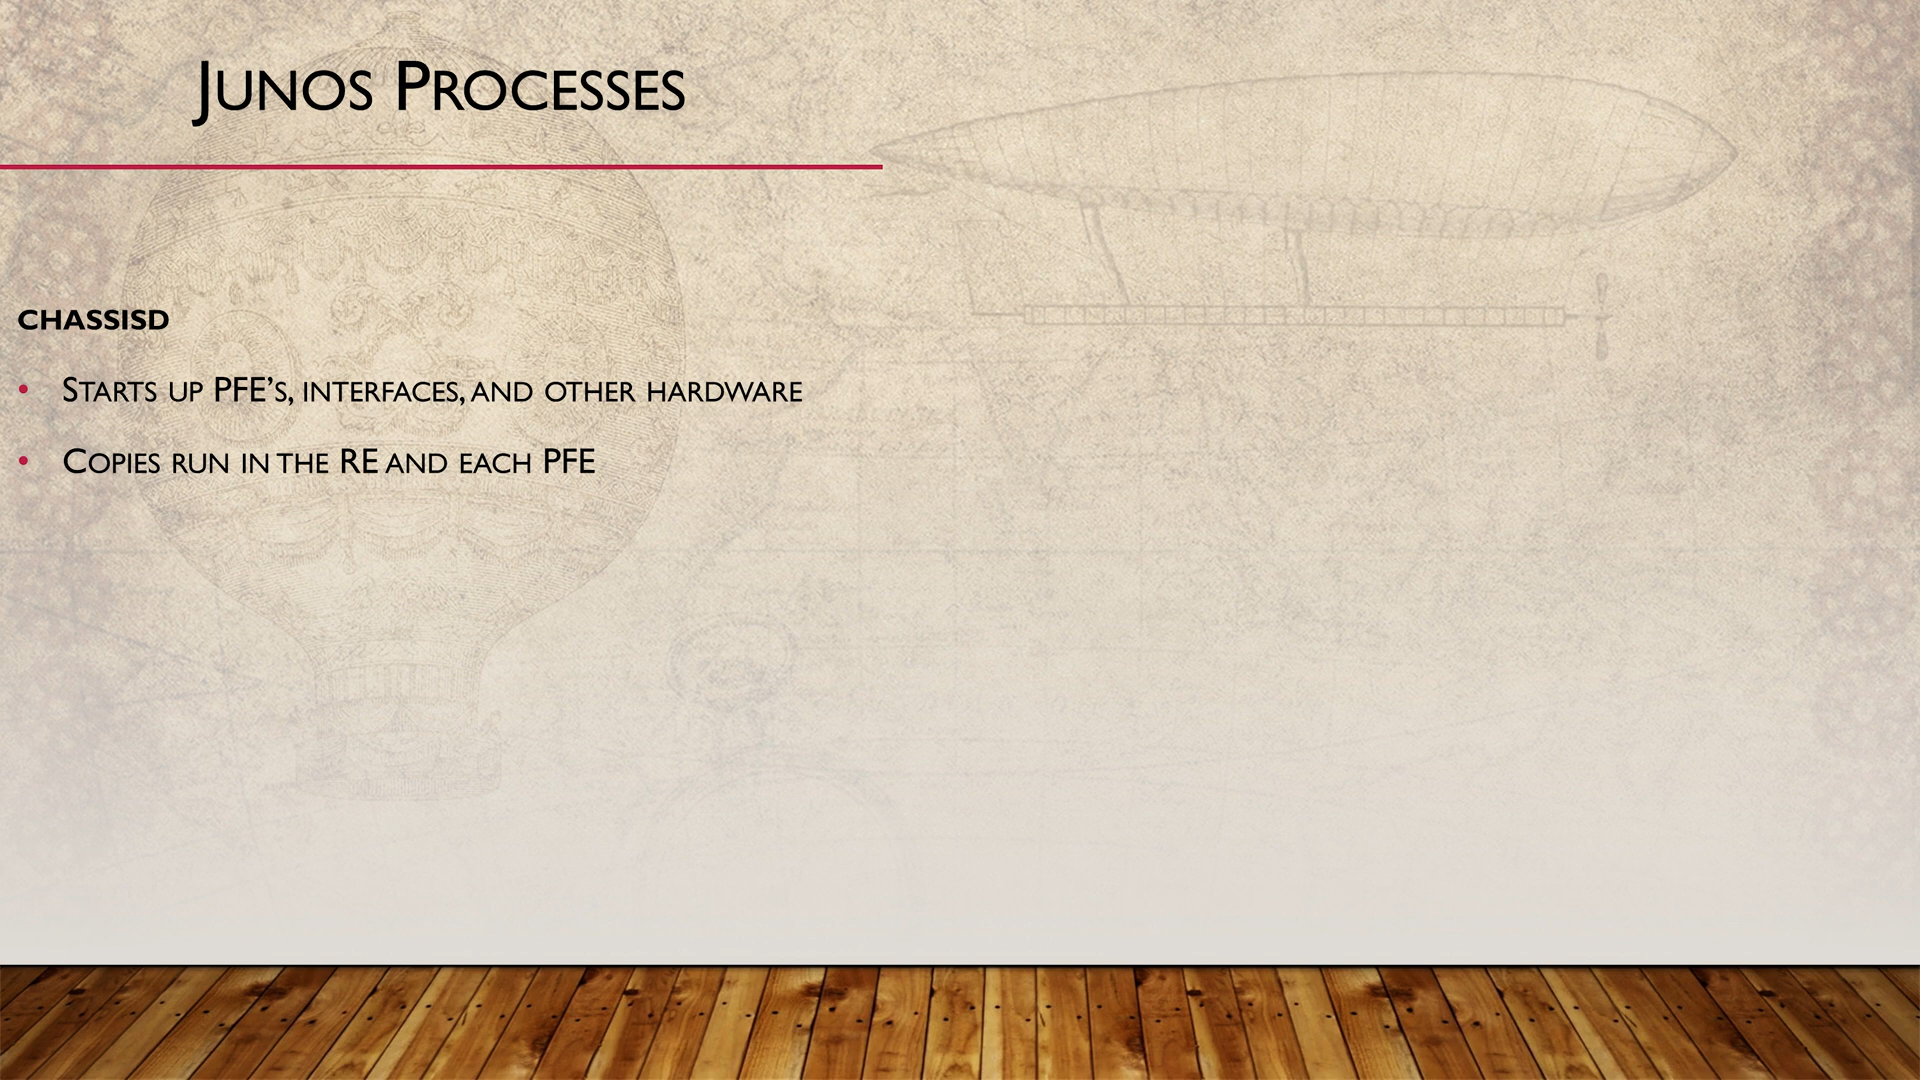 Junos Processes
CHASSISD
• Starts up PFE’s, interfaces, and other hardware
• Copies run in the RE and each PFE